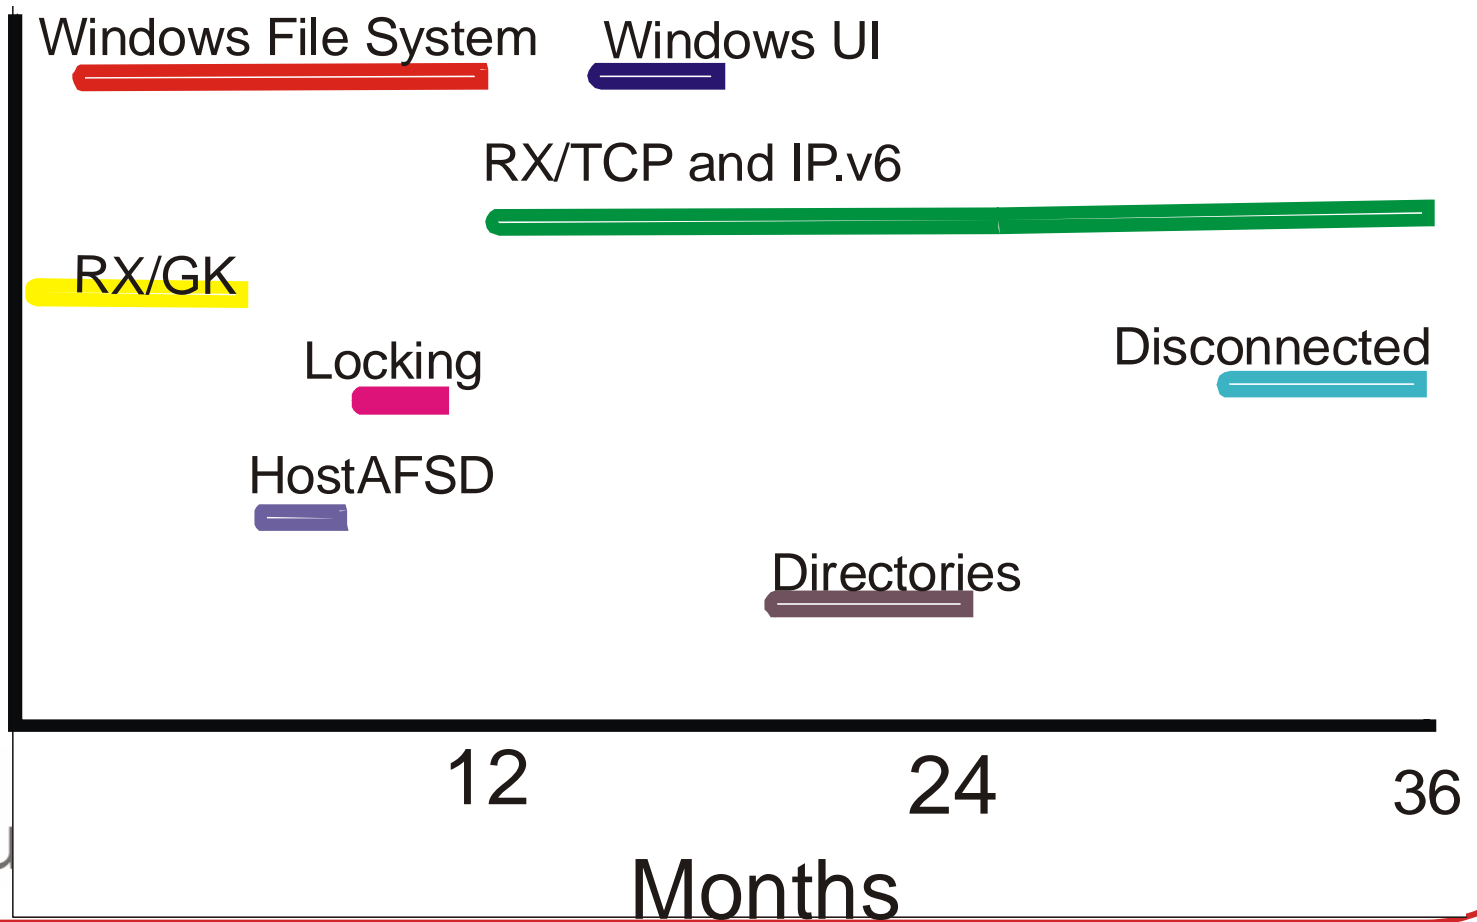 Windows File System
Windows UI
RX/TCP and IP.v6
RX/GK
Locking
Disconnected
HostAFSD
Directories
12
24
36
Months